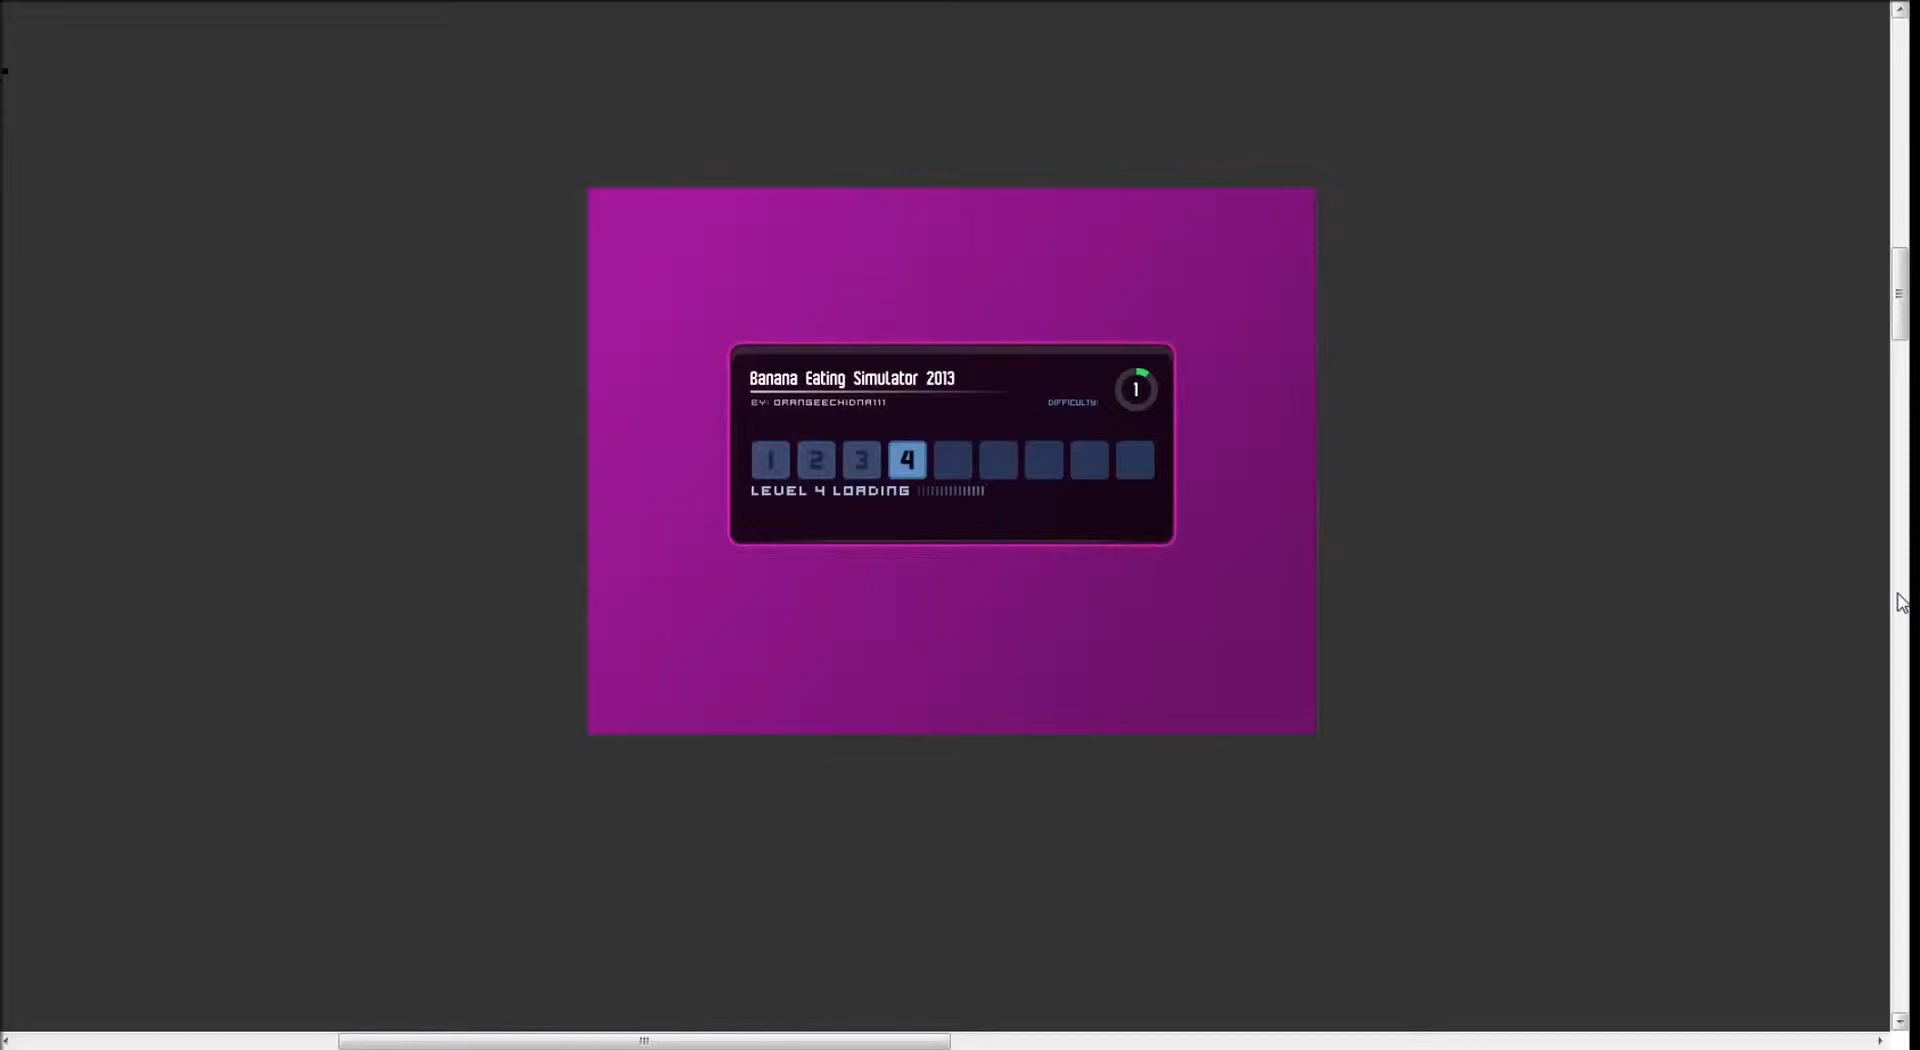 Banana Eating Simulator 2013
1
BY: ORANGEECHIDNA111
DIFFICULTY:
1 2 3 4
LEVEL 4 LOADING